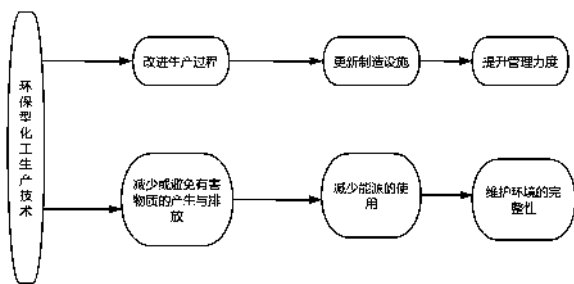 环保型化工生产技术
改进生产过程
更新制造设施
提升管理力度
减少或避免有害
物质的产生与排
放
减少能源的使
用
维护环境的完
整性